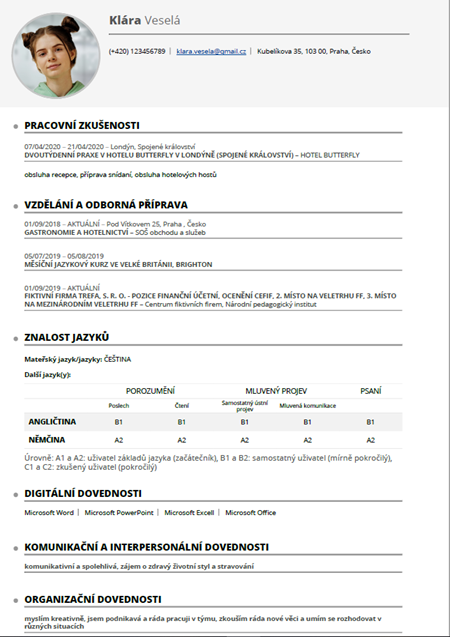 Klára Veselá
(+420) 123456789 | klara.vesela@gmail.cz | Kubelíkova 35, 103 00, Praha, Česko
PRACOVNÍ ZKUŠENOSTI
07/04/2020 – 21/04/2020 – Londýn, Spojené království
DVOUTÝDENNÍ PRAXE V HOTELU BUTTERFLY V LONDÝNĚ (SPOJENÉ KRÁLOVSTVÍ) – HOTEL BUTTERFLY
obsluha recepce, příprava snídaní, obsluha hotelových hostů
VZDĚLÁNÍ A ODBORNÁ PŘÍPRAVA
01/09/2018 – AKTUÁLNÍ – Pod Vítkovem 25, Praha , Česko
GASTRONOMIE A HOTELNICTVÍ – SOŠ obchodu a služeb
05/07/2019 – 05/08/2019
MĚSÍČNÍ JAZYKOVÝ KURZ VE VELKÉ BRITÁNII, BRIGHTON
01/09/2019 – AKTUÁLNÍ
FIKTIVNÍ FIRMA TREFA, S. R. O. - POZICE FINANČNÍ ÚČETNÍ, OCENĚNÍ CEFIF, 2. MÍSTO NA VELETRHU FF, 3. MÍSTO
NA MEZINÁRODNÍM VELETRHU FF – Centrum fiktivních firem, Národní pedagogický institut
ZNALOST JAZYKŮ
Mateřský jazyk/jazyky: ČEŠTINA
Další jazyk(y):
POROZUMĚNÍ MLUVENÝ PROJEV PSANÍ
Poslech Čtení Samostatný ústní projev Mluvená komunikace
ANGLIČTINA B1 B1 B1 B1 B1
NĚMČINA A2 A2 A2 A2 A2
Úrovně: A1 a A2: uživatel základů jazyka (začátečník), B1 a B2: samostatný uživatel (mírně pokročilý),
C1 a C2: zkušený uživatel (pokročilý)
DIGITÁLNÍ DOVEDNOSTI
Microsoft Word | Microsoft PowerPoint | Microsoft Excell | Microsoft Office
KOMUNIKAČNÍ A INTERPERSONÁLNÍ DOVEDNOSTI
komunikativní a spolehlivá, zájem o zdravý životní styl a stravování
ORGANIZAČNÍ DOVEDNOSTI
myslím kreativně, jsem podnikavá a ráda pracuji v týmu, zkouším ráda nové věci a umím se rozhodovat v
různých situacích